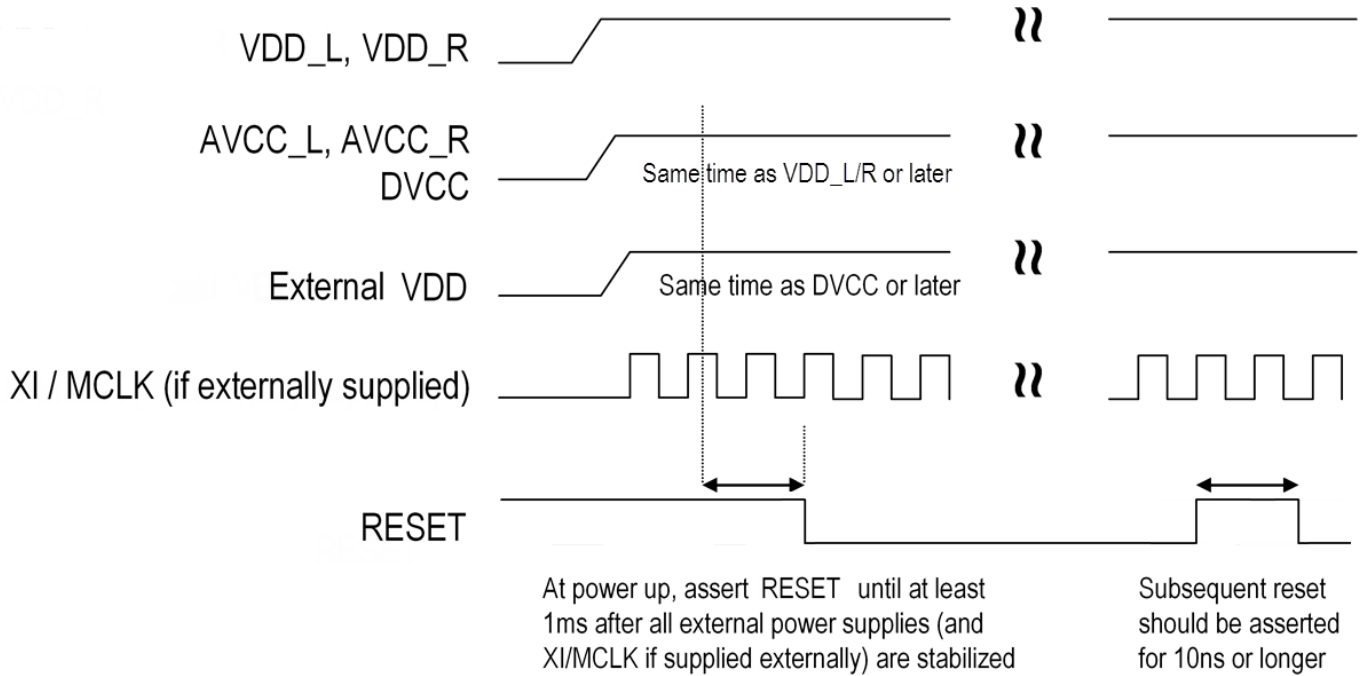 VDD_L, VDD_R
AVCC_L, AVCC_R
DVCC
Same time as VDD_L/R or later
External VDD
Same time as DVCC or later
XI / MCLK (if externally supplied)
RESET
At power up, assert RESET until at least
1ms after all external power supplies (and
XI/MCLK if supplied externally) are stabilized
Subsequent reset
should be asserted
for 10ns or longer